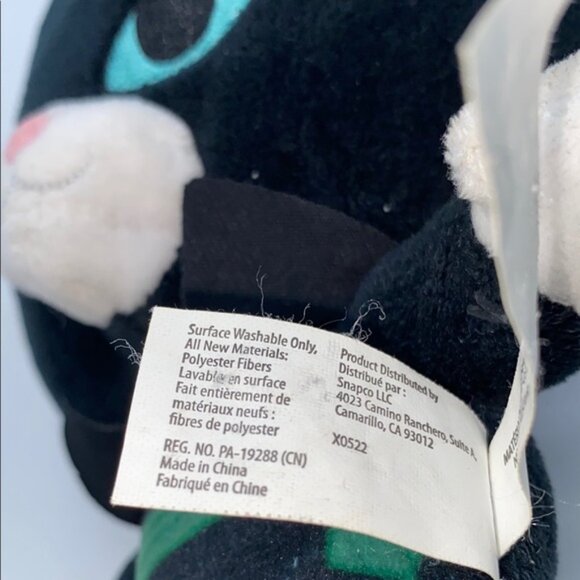 Surface Washable Only,
All New Materials:
Polyester Fibers
Lavable en surface
Fait entièrement de
matériaux neufs :
fibres de polyester
REG. NO. PA-19288 (CN)
Made in China
Fabriqué en Chine
Product Distributed by
Distribué par :
Snapco LLC
4023 Camino Ranchero, Suite A,
Camarillo, CA 93012
X0522